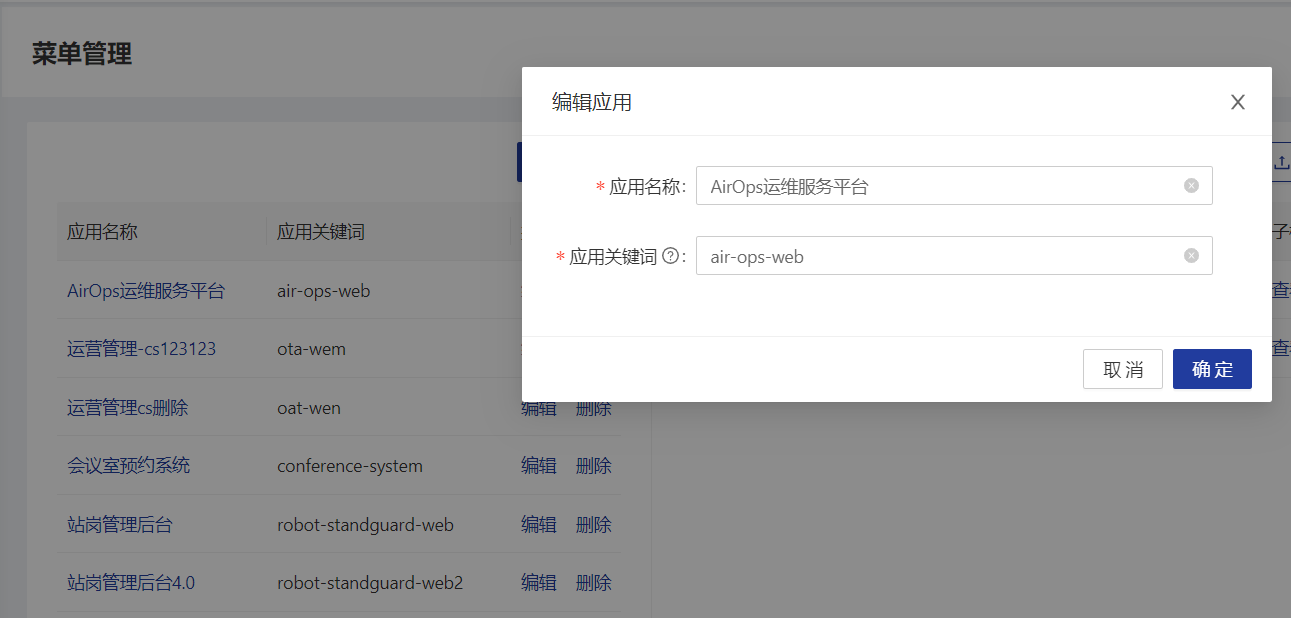 菜单管理
编辑应用
* 应用名称:
AirOps运维服务平台
* 应用关键词 ? :
air-ops-web
取 消
确 定
应用名称 应用关键词
AirOps运维服务平台 air-ops-web
运营管理-cs123123 ota-wem
运营管理cs删除 oat-wen 编辑 删除
会议室预约系统 conference-system 编辑 删除
站岗管理后台 robot-standguard-web 编辑 删除
站岗管理后台4.0 robot-standguard-web2 编辑 删除